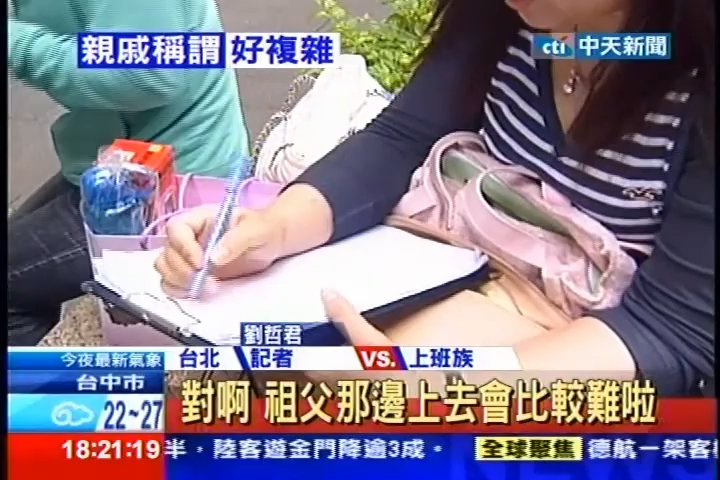 親戚稱謂 好複雜
cti 中天新聞
劉哲君
台北 記者 VS. 上班族
今夜最新氣象
台中市
22~27
對啊 祖父那邊上去會比較難啦
18:21:19 半，陸客遊金門降逾3成。 全球聚焦 德航一架客
NEWS